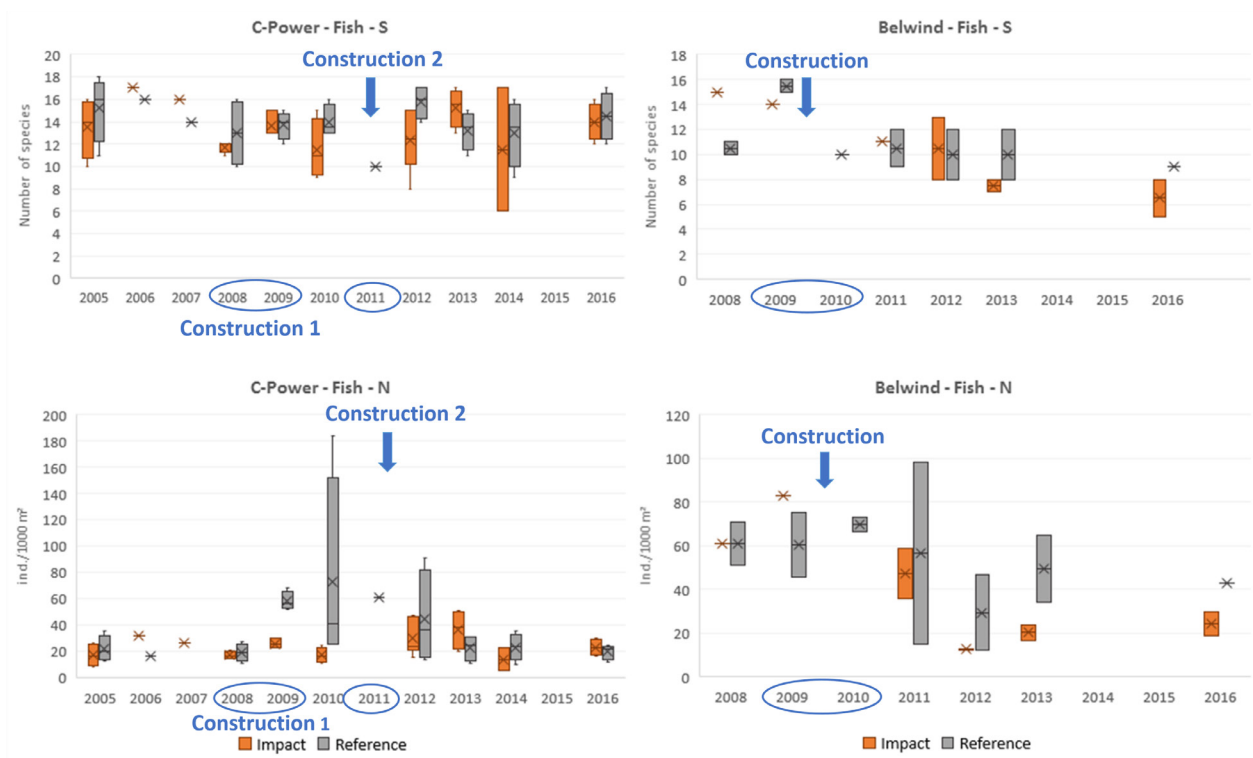 C-Power - Fish - S
Construction 2
Number of species
20
18
16
14
12
10
8
6
4
2
0
2005 2006 2007 2008 2009 2010 2011 2012 2013 2014 2015 2016
Construction 1
Belwind - Fish - S
Construction
Number of species
18
16
14
12
10
8
6
4
2
0
2008 2009 2010 2011 2012 2013 2014 2015 2016
C-Power - Fish - N
Construction 2
ind./1000 m²
200
180
160
140
120
100
80
60
40
20
0
2005 2006 2007 2008 2009 2010 2011 2012 2013 2014 2015 2016
Construction 1
Impact Reference
Belwind - Fish - N
Construction
Ind./1000 m²
120
100
80
60
40
20
0
2008 2009 2010 2011 2012 2013 2014 2015 2016
Impact Reference